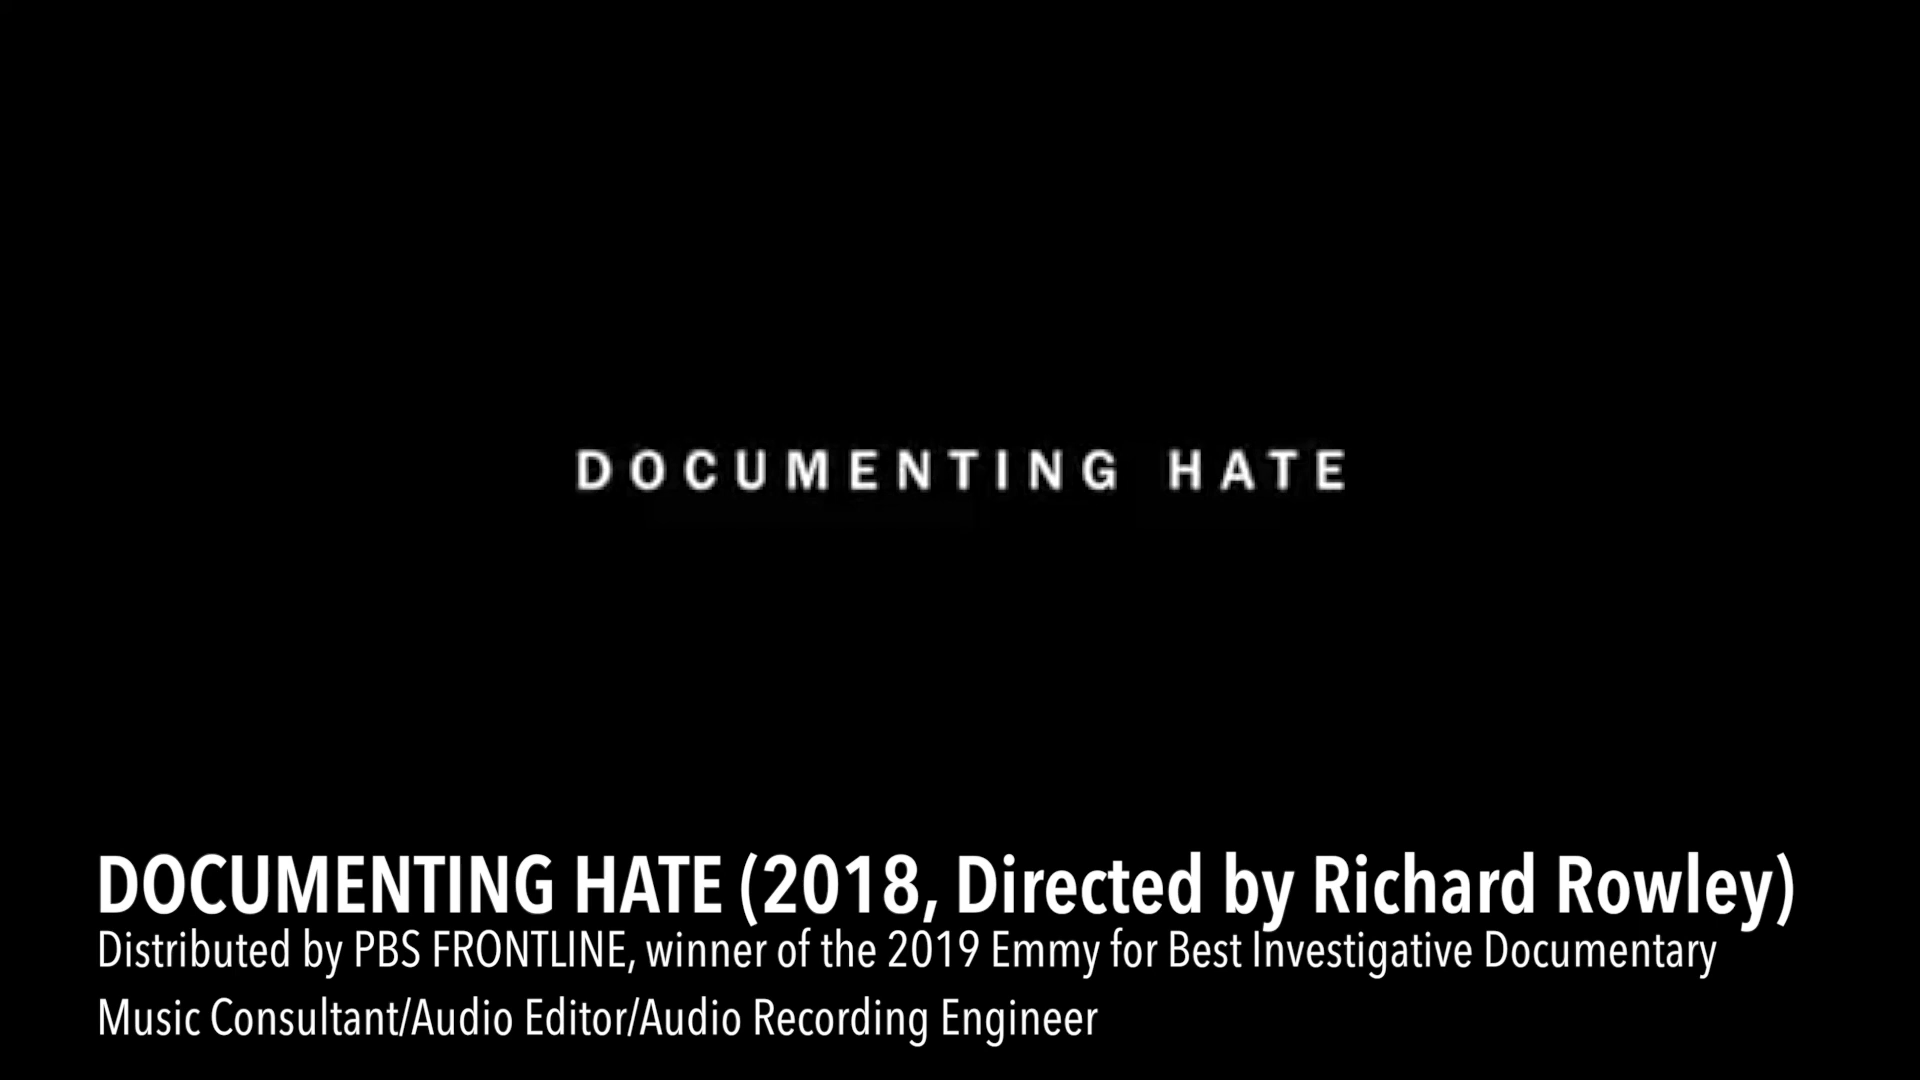 DOCUMENTING HATE
DOCUMENTING HATE (2018, Directed by Richard Rowley)
Distributed by PBS FRONTLINE, winner of the 2019 Emmy for Best Investigative Documentary
Music Consultant/Audio Editor/Audio Recording Engineer